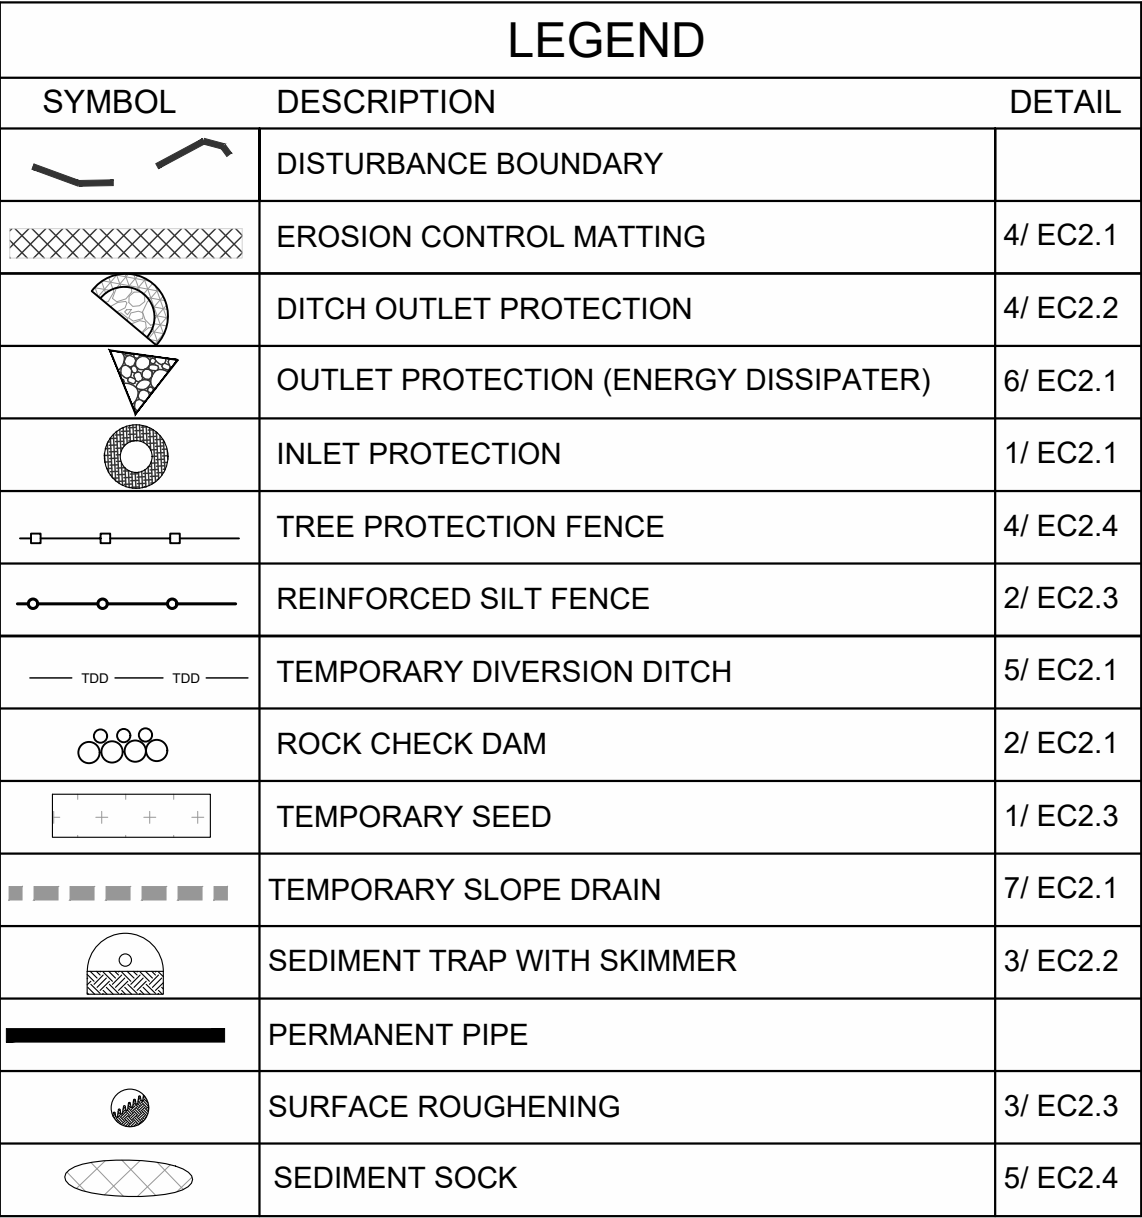 LEGEND
SYMBOL DESCRIPTION DETAIL
DISTURBANCE BOUNDARY
EROSION CONTROL MATTING 4/ EC2.1
DITCH OUTLET PROTECTION 4/ EC2.2
OUTLET PROTECTION (ENERGY DISSIPATER) 6/ EC2.1
INLET PROTECTION 1/ EC2.1
TREE PROTECTION FENCE 4/ EC2.4
REINFORCED SILT FENCE 2/ EC2.3
TDD TDD TEMPORARY DIVERSION DITCH 5/ EC2.1
ROCK CHECK DAM 2/ EC2.1
TEMPORARY SEED 1/ EC2.3
TEMPORARY SLOPE DRAIN 7/ EC2.1
SEDIMENT TRAP WITH SKIMMER 3/ EC2.2
PERMANENT PIPE
SURFACE ROUGHENING 3/ EC2.3
SEDIMENT SOCK 5/ EC2.4